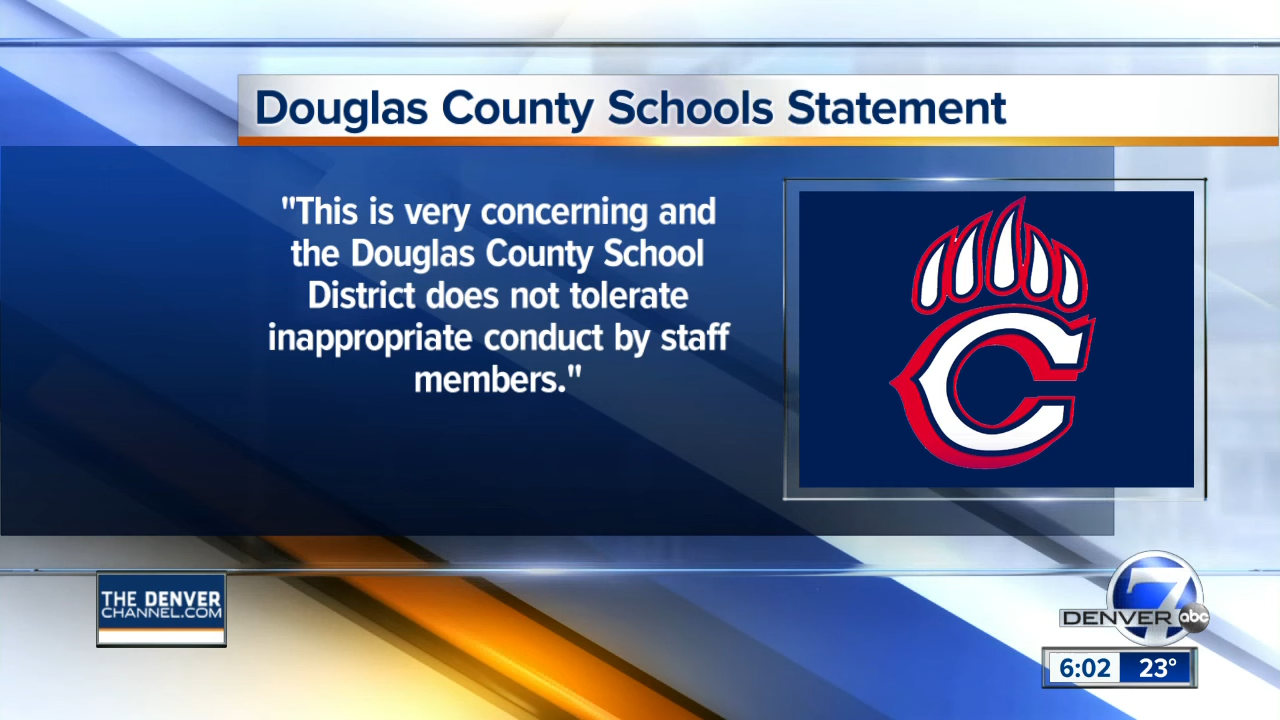 Douglas County Schools Statement
"This is very concerning and
the Douglas County School
District does not tolerate
inappropriate conduct by staff
members."
C
THE DENVER
CHANNEL.COM
7
DENVER abc
6:02 23°